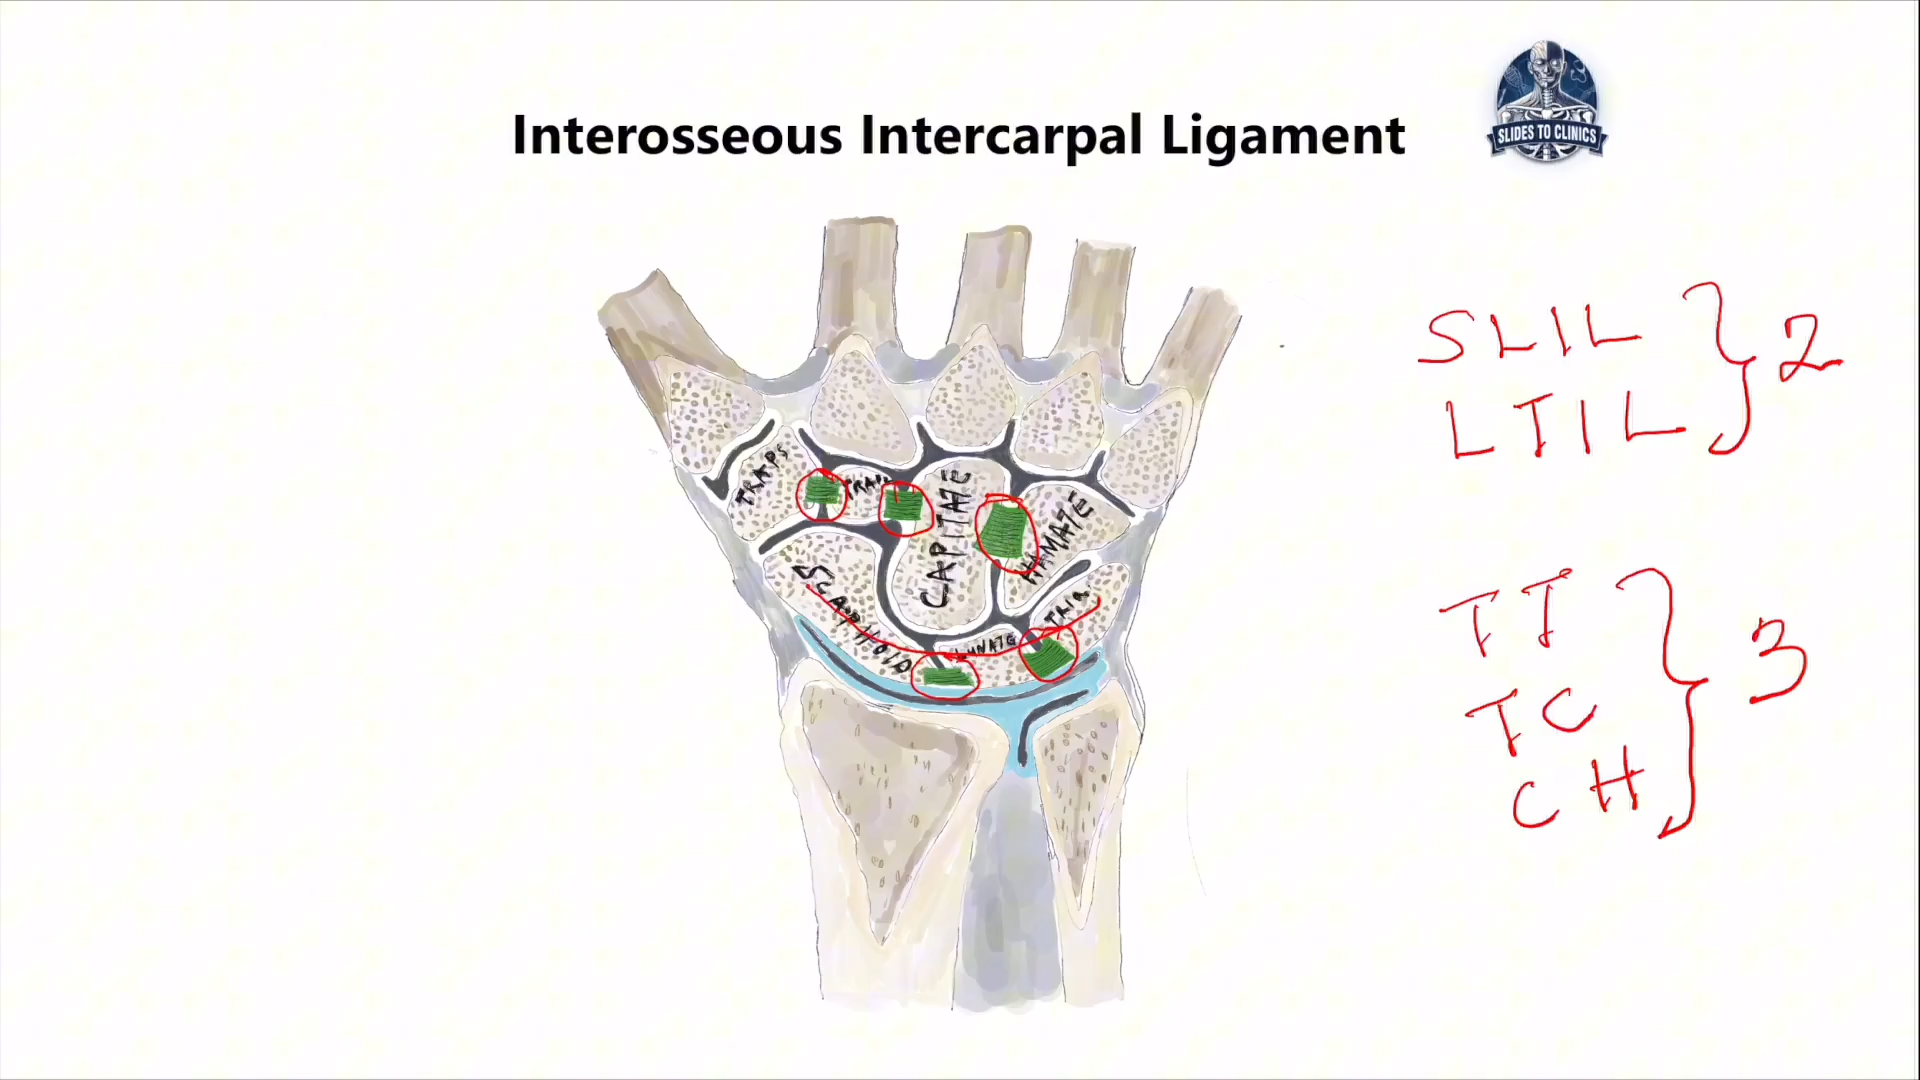 Interosseous Intercarpal Ligament
SLIDES TO CLINICS
TRAPS
TRAP
CAPITATE
HAMATE
SCAPHOID
LUNATE
TRIQ.
SLIL
LTIL
2
TT
TC
CH
3